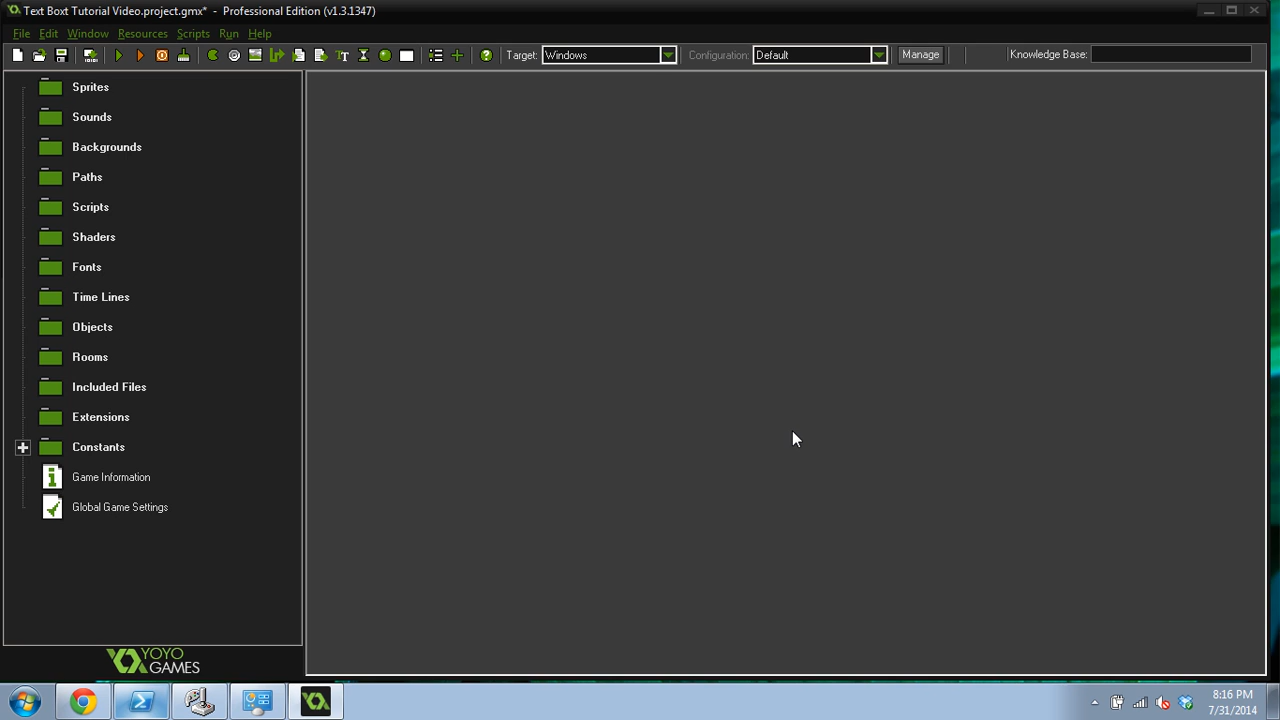 Text Boxt Tutorial Video.project.gmx* - Professional Edition (v1.3.1347)
File Edit Window Resources Scripts Run Help
Target: Windows Configuration: Default Manage Knowledge Base:
Sprites
Sounds
Backgrounds
Paths
Scripts
Shaders
Fonts
Time Lines
Objects
Rooms
Included Files
Extensions
Constants
Game Information
Global Game Settings
YOYO
GAMES
8:16 PM
7/31/2014